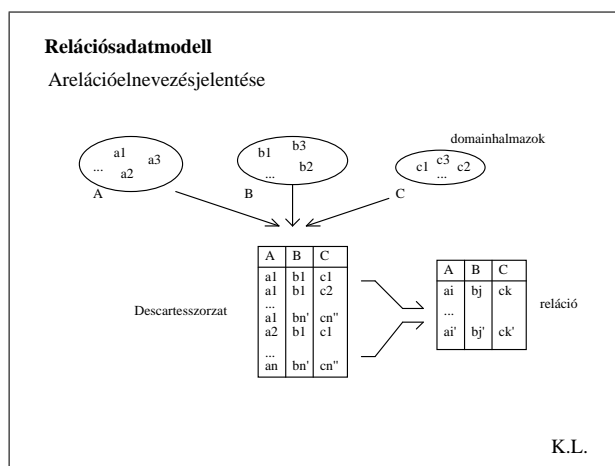 Relációsadatmodell
Arelációelnevezésjelentése
domainhalmazok
a1 a3
... a2
A
b1 b3
... b2
B
c1 c3 c2
...
C
A B C
a1 b1 c1
a1 b1 c2
...
a1 bn' cn"
a2 b1 c1
...
an bn' cn"
Descartesszorzat
A B C
ai bj ck
...
ai' bj' ck'
reláció
K.L.